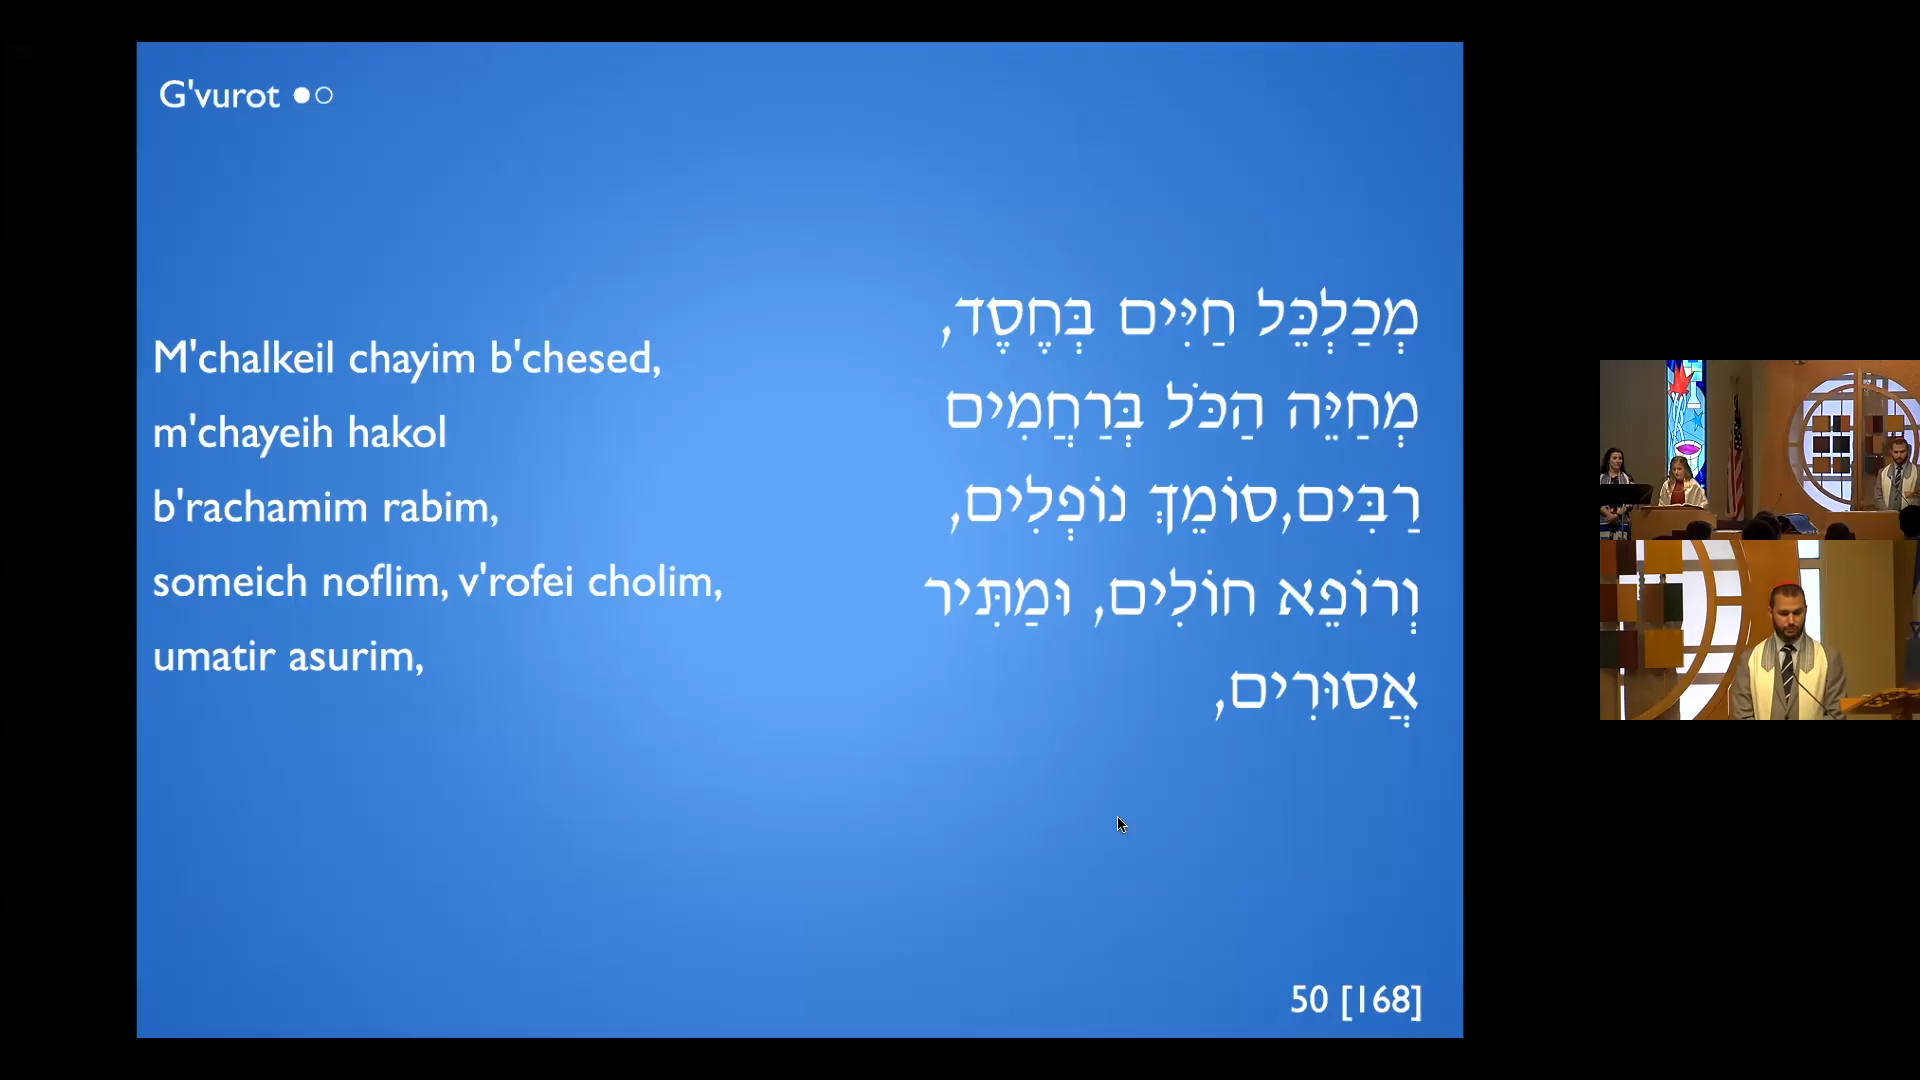 G'vurot
M'chalkeil chayim b'chesed,
m'chayeih hakol
b'rachamim rabim,
someich noflim, v'rofei cholim,
umatir asurim,
מְכַלְכֵּל חַיִּים בְּחֶסֶד,
מְחַיֵּה הַכֹּל בְּרַחֲמִים
רַבִּים,סוֹמֵךְ נוֹפְלִים,
וְרוֹפֵא חוֹלִים, וּמַתִּיר
אֲסוּרִים,
50 [168]